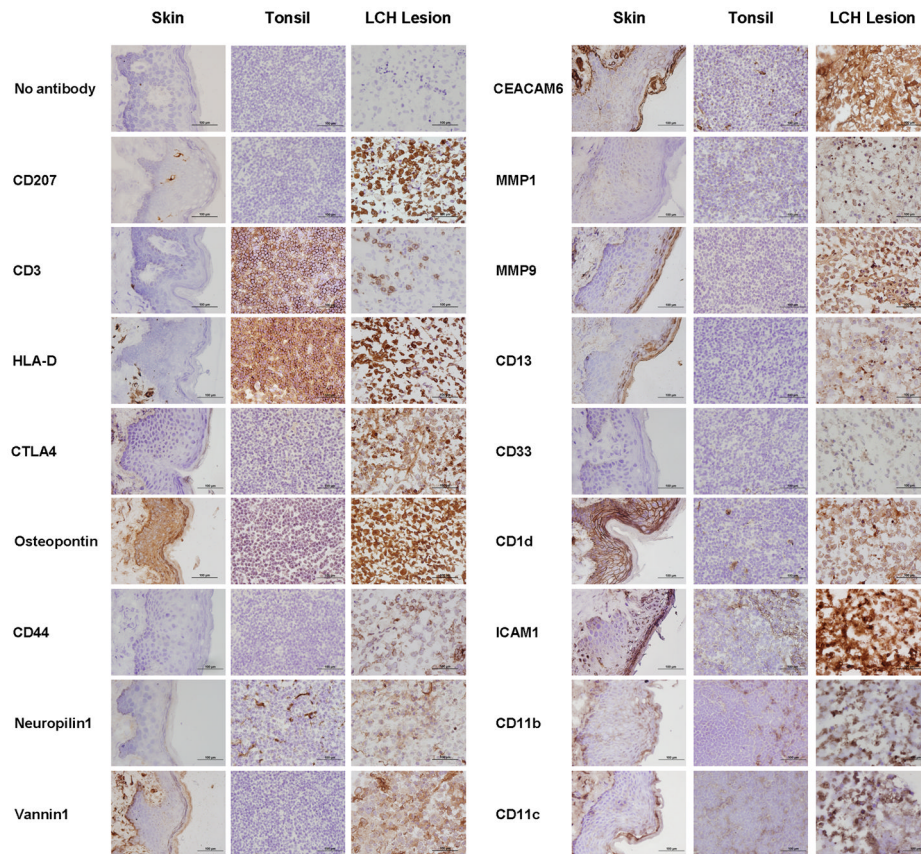 Skin Tonsil LCH Lesion Skin Tonsil LCH Lesion
No antibody CEACAM6
CD207 MMP1
CD3 MMP9
HLA-D CD13
CTLA4 CD33
Osteopontin CD1d
CD44 ICAM1
Neuropilin1 CD11b
Vannin1 CD11c